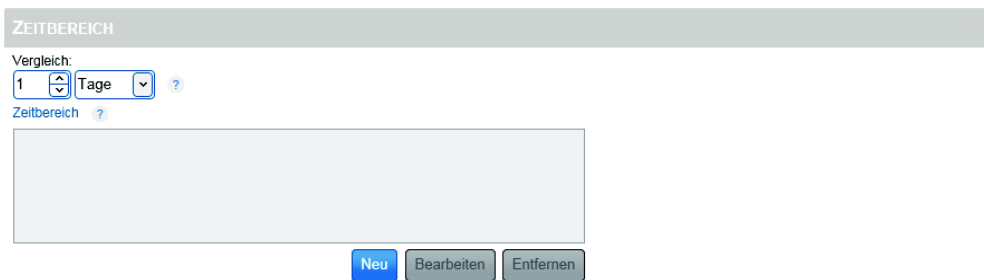 ZEITBEREICH
Vergleich:
1 Tage ?
Zeitbereich ?
Neu Bearbeiten Entfernen